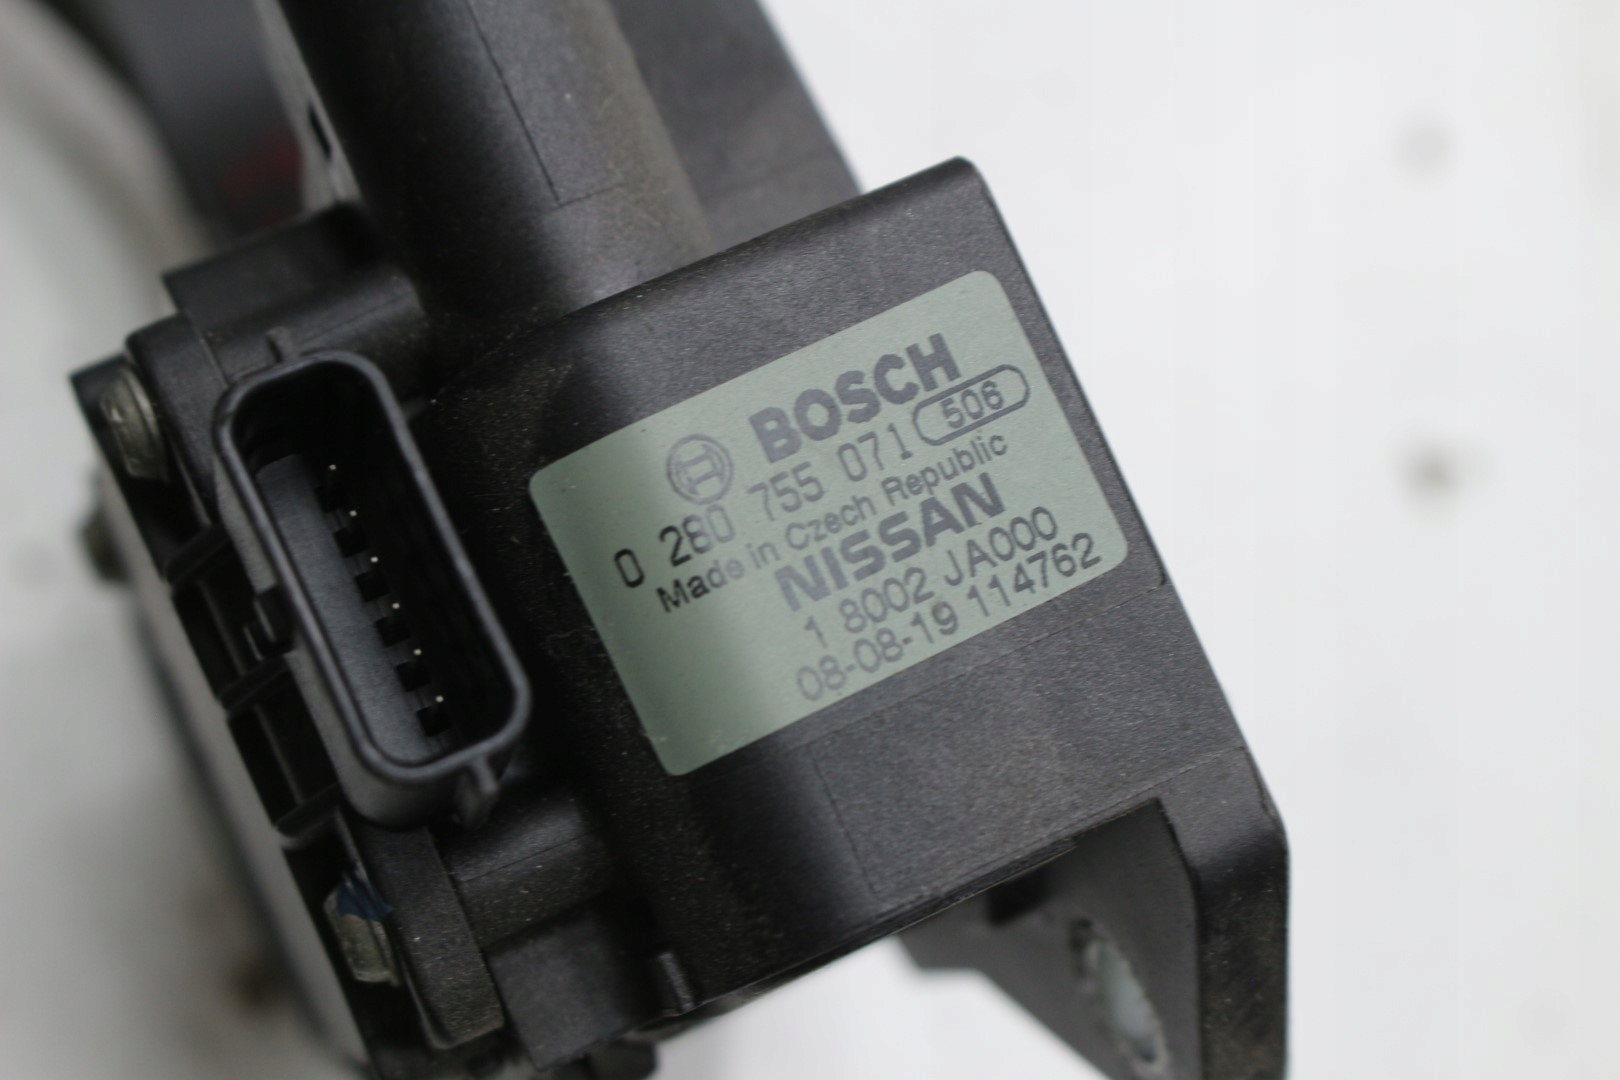 BOSCH
0 280 755 071 506
Made in Czech Republic
NISSAN
1 8002 JA000
08-08-19 114762